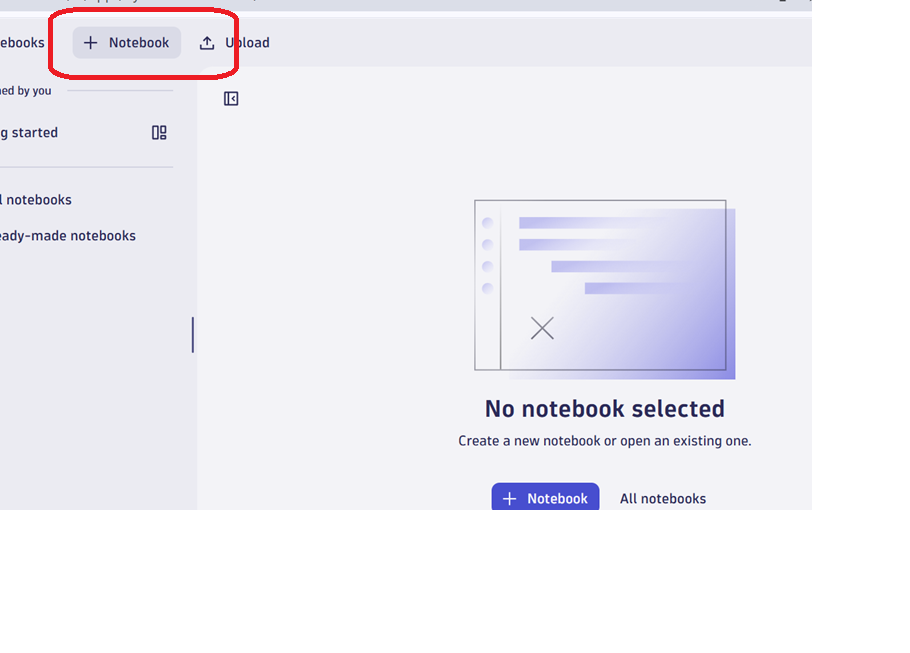 ebooks
Notebook
Upload
ned by you
g started
l notebooks
eady-made notebooks
No notebook selected
Create a new notebook or open an existing one.
Notebook
All notebooks